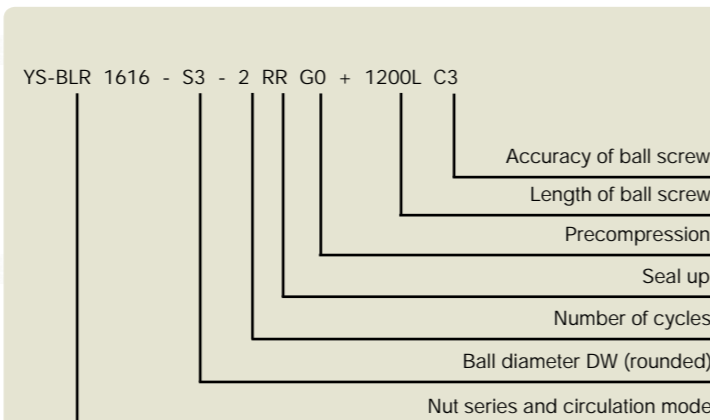 YS-BLR 1616 - S3 - 2 RR G0 + 1200L C3
Accuracy of ball screw
Length of ball screw
Precompression
Seal up
Number of cycles
Ball diameter DW (rounded)
Nut series and circulation mode